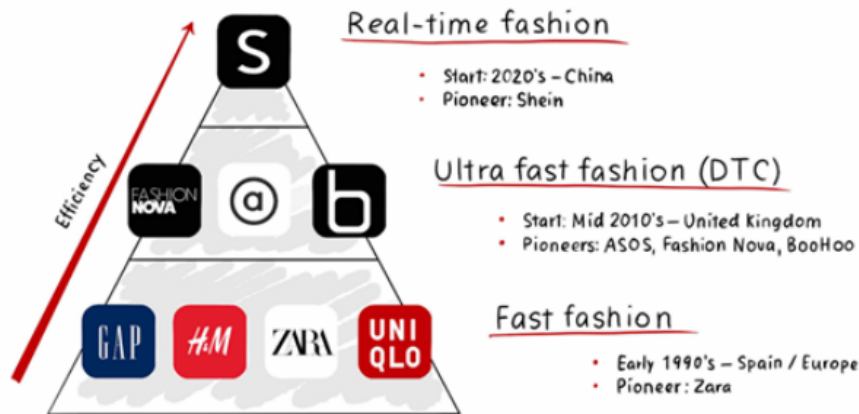 Real-time fashion
S
• Start: 2020's – China
• Pioneer: Shein
Efficiency
Ultra fast fashion (DTC)
FASHION
NOVA
a
b
• Start: Mid 2010's – United Kingdom
• Pioneers: ASOS, Fashion Nova, BooHoo
Fast fashion
GAP
H&M
ZARA
UNI
QLO
• Early 1990's – Spain / Europe
• Pioneer: Zara